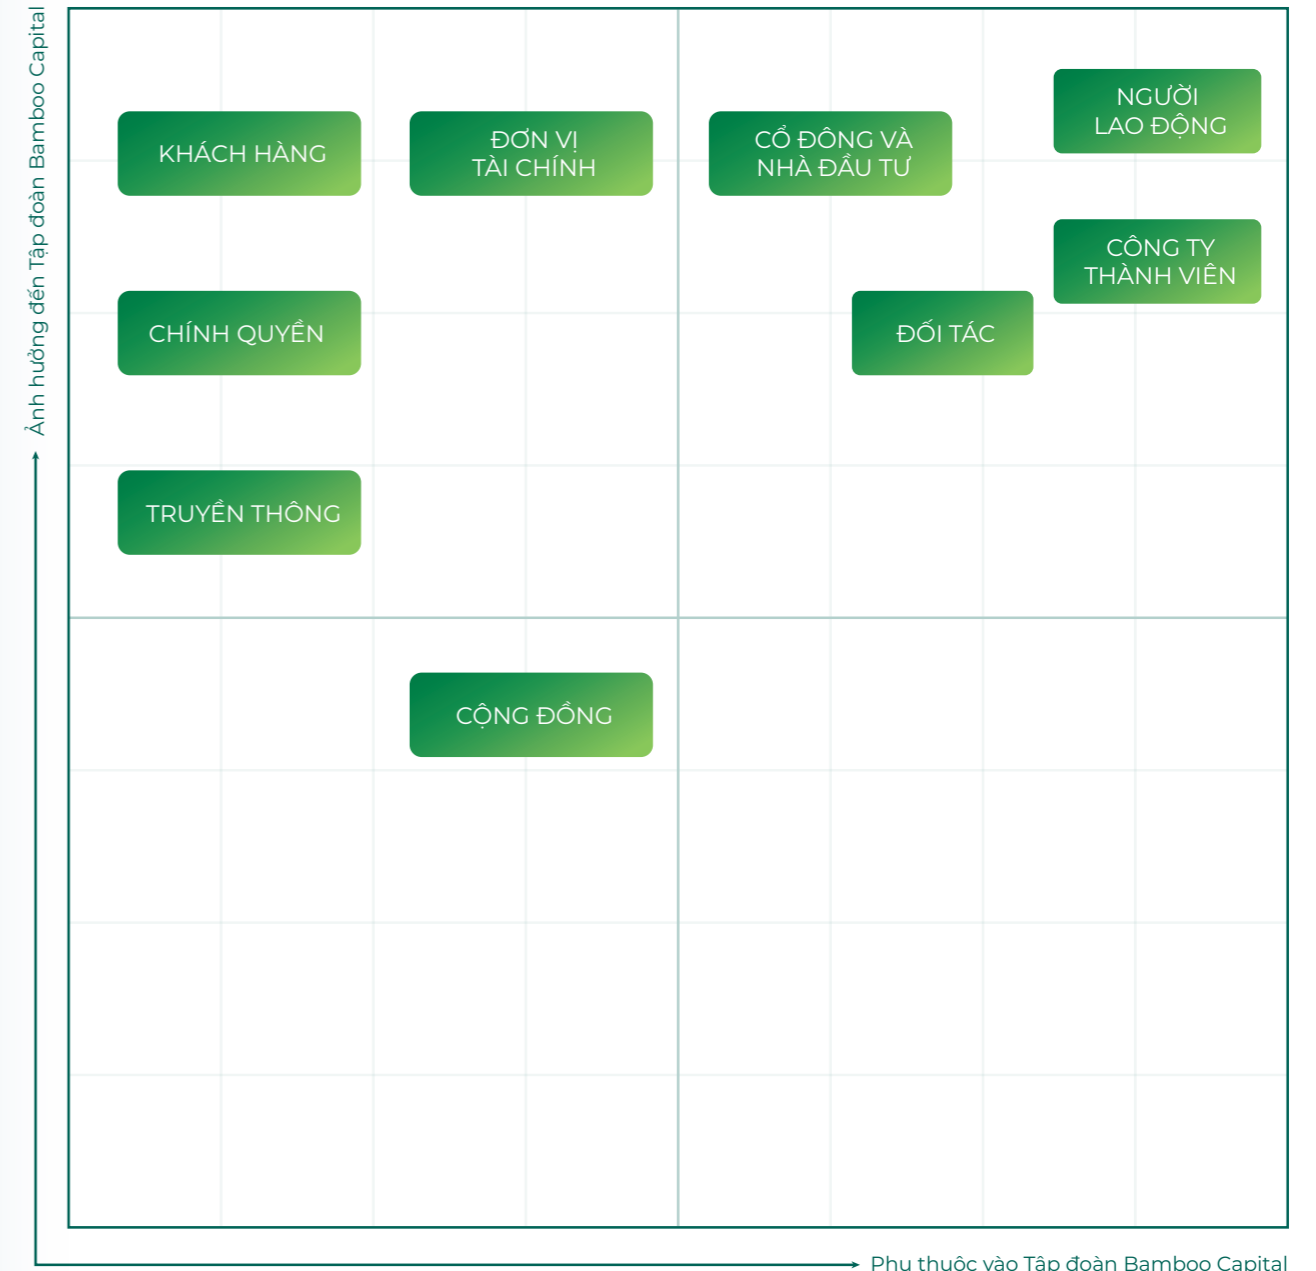 Ảnh hưởng đến Tập đoàn Bamboo Capital
NGƯỜI
LAO ĐỘNG
KHÁCH HÀNG
ĐƠN VỊ
TÀI CHÍNH
CỔ ĐÔNG VÀ
NHÀ ĐẦU TƯ
CÔNG TY
THÀNH VIÊN
CHÍNH QUYỀN
ĐỐI TÁC
TRUYỀN THÔNG
CỘNG ĐỒNG
Phụ thuộc vào Tập đoàn Bamboo Capital